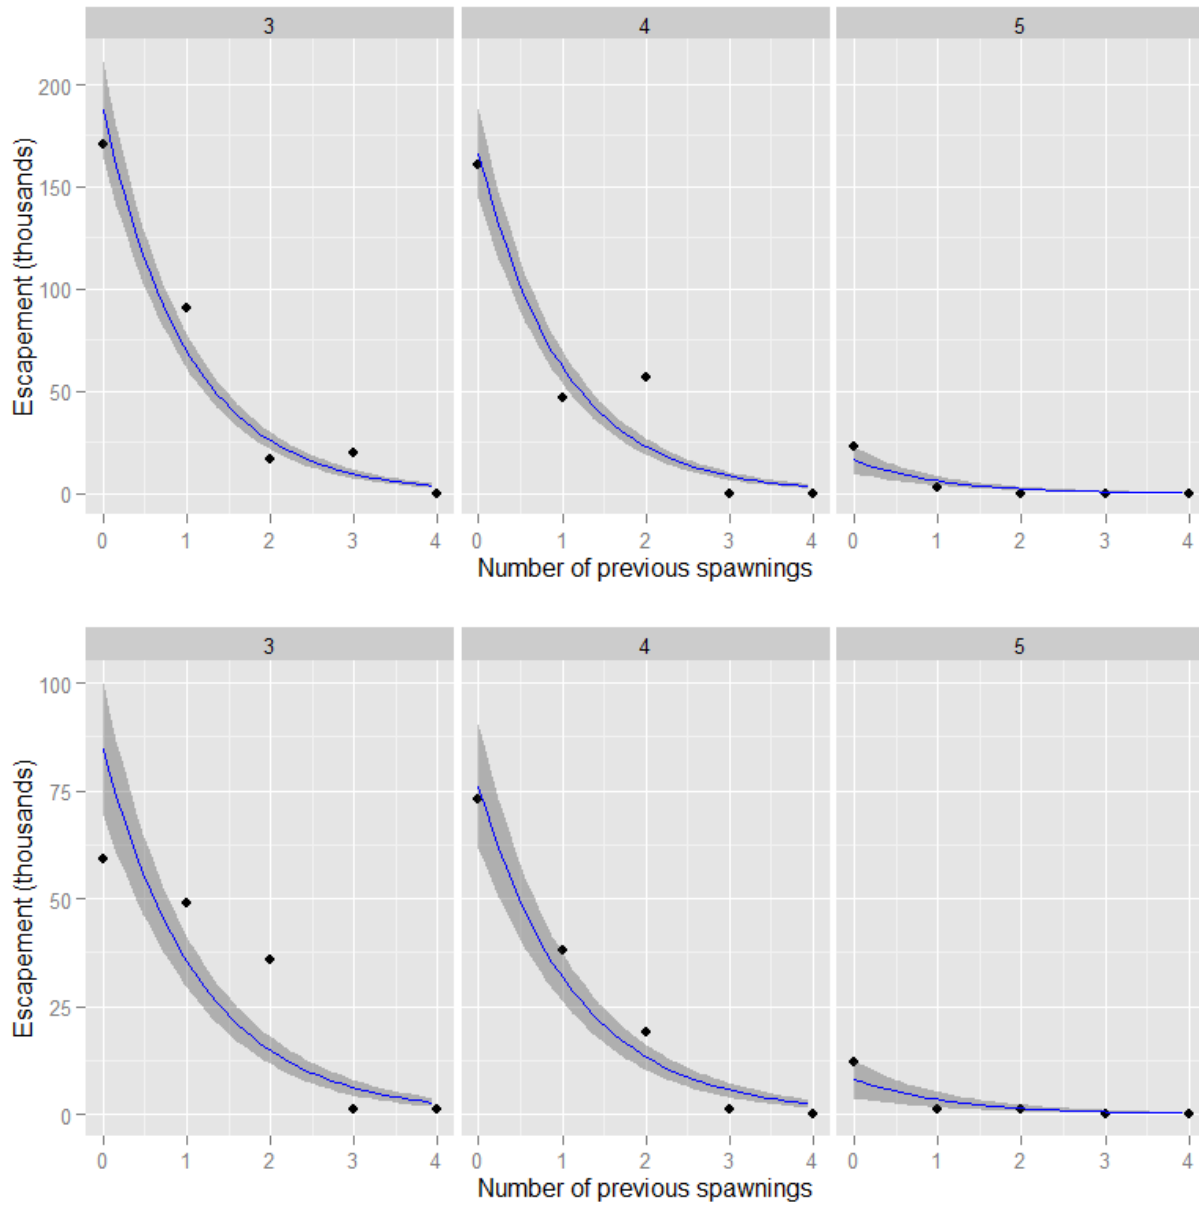 3 4 5
200
150
100
50
0
Escapement (thousands)
0 1 2 3 4 0 1 2 3 4 0 1 2 3 4
Number of previous spawnings
3 4 5
100
75
50
25
0
Escapement (thousands)
0 1 2 3 4 0 1 2 3 4 0 1 2 3 4
Number of previous spawnings